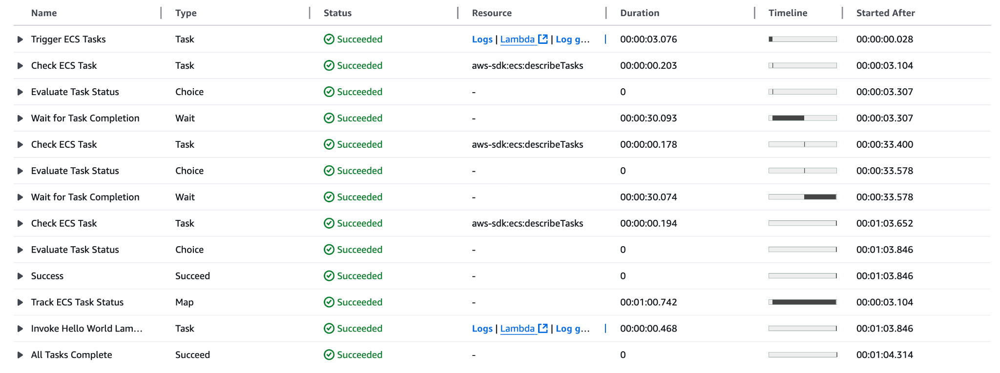 Name Type Status Resource Duration Timeline Started After
Trigger ECS Tasks Task Succeeded Logs | Lambda | Log g... 00:00:03.076 00:00:00.028
Check ECS Task Task Succeeded aws-sdk:ecs:describeTasks 00:00:00.203 00:00:03.104
Evaluate Task Status Choice Succeeded - 0 00:00:03.307
Wait for Task Completion Wait Succeeded - 00:00:30.093 00:00:03.307
Check ECS Task Task Succeeded aws-sdk:ecs:describeTasks 00:00:00.178 00:00:33.400
Evaluate Task Status Choice Succeeded - 0 00:00:33.578
Wait for Task Completion Wait Succeeded - 00:00:30.074 00:00:33.578
Check ECS Task Task Succeeded aws-sdk:ecs:describeTasks 00:00:00.194 00:01:03.652
Evaluate Task Status Choice Succeeded - 0 00:01:03.846
Success Succeed Succeeded - 0 00:01:03.846
Track ECS Task Status Map Succeeded - 00:01:00.742 00:00:03.104
Invoke Hello World Lam... Task Succeeded Logs | Lambda | Log g... 00:00:00.468 00:01:03.846
All Tasks Complete Succeed Succeeded - 0 00:01:04.314